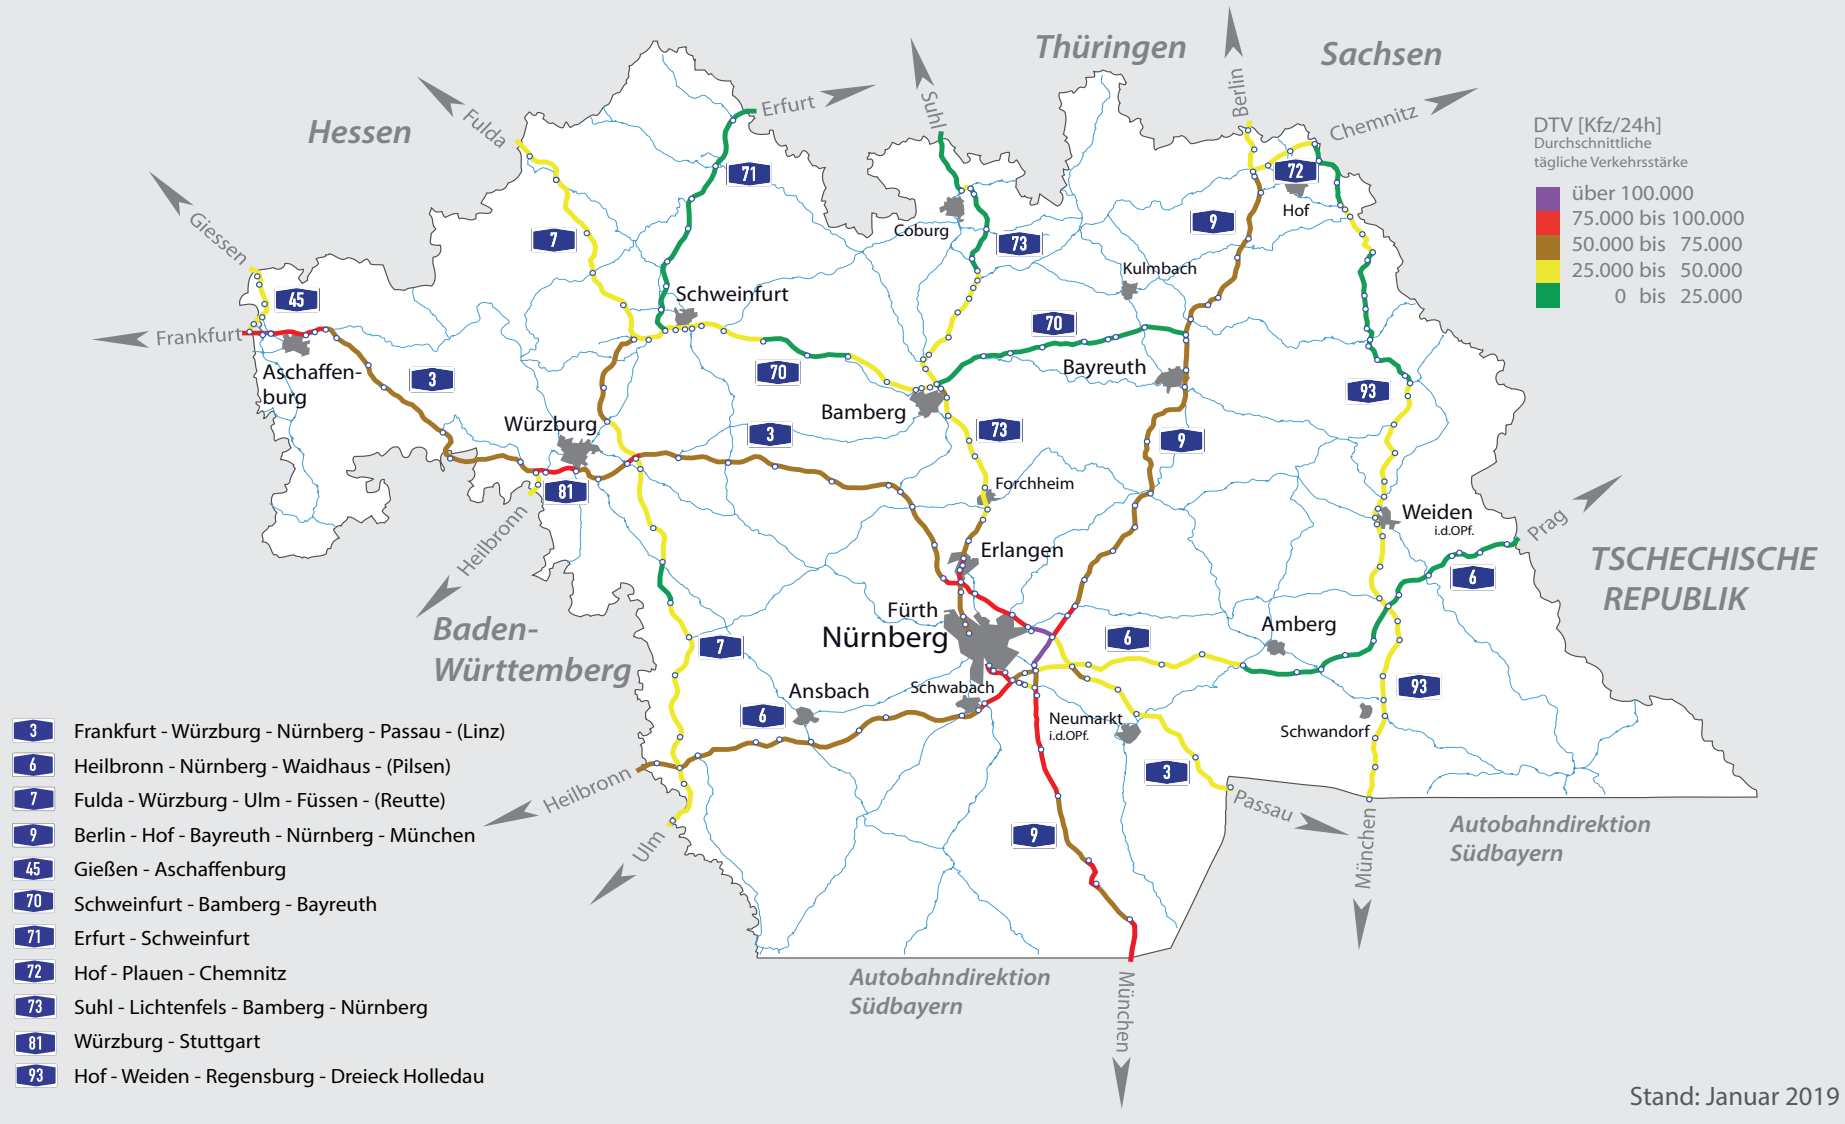 Thüringen
Sachsen
Hessen
Fulda
Erfurt
Suhl
Berlin
Chemnitz
DTV [Kfz/24h]
Durchschnittliche
tägliche Verkehrsstärke
über 100.000
75.000 bis 100.000
50.000 bis 75.000
25.000 bis 50.000
0 bis 25.000
71
72
Hof
9
7
Coburg
73
Giessen
45
Kulmbach
Schweinfurt
Frankfurt
70
Aschaffen-
burg
3
70
Bayreuth
93
Bamberg
Würzburg
3
73
9
81
Forchheim
Weiden
i.d.OPf.
Prag
Heilbronn
Erlangen
6
TSCHECHISCHE
REPUBLIK
Fürth
Nürnberg
6
Amberg
Baden-
Württemberg
7
Ansbach
Schwabach
93
6
Neumarkt
i.d.OPf.
Schwandorf
3
Heilbronn
Passau
Ulm
9
München
Autobahndirektion
Südbayern
Autobahndirektion
Südbayern
München
3 Frankfurt - Würzburg - Nürnberg - Passau - (Linz)
6 Heilbronn - Nürnberg - Waidhaus - (Pilsen)
7 Fulda - Würzburg - Ulm - Füssen - (Reutte)
9 Berlin - Hof - Bayreuth - Nürnberg - München
45 Gießen - Aschaffenburg
70 Schweinfurt - Bamberg - Bayreuth
71 Erfurt - Schweinfurt
72 Hof - Plauen - Chemnitz
73 Suhl - Lichtenfels - Bamberg - Nürnberg
81 Würzburg - Stuttgart
93 Hof - Weiden - Regensburg - Dreieck Holledau
Stand: Januar 2019